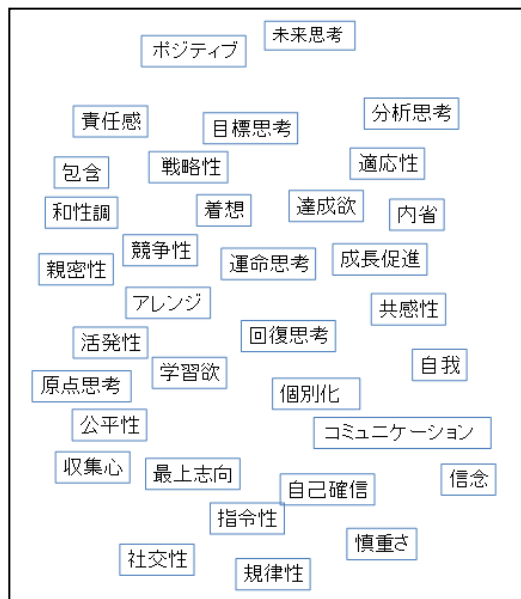 未来思考
ポジティブ
分析思考
責任感
目標思考
適応性
戦略性
包含
達成欲
着想
和性調
内省
競争性
成長促進
運命思考
親密性
アレンジ
共感性
回復思考
活発性
自我
学習欲
原点思考
個別化
公平性
コミュニケーション
収集心
最上志向
信念
自己確信
指令性
慎重さ
社交性
規律性